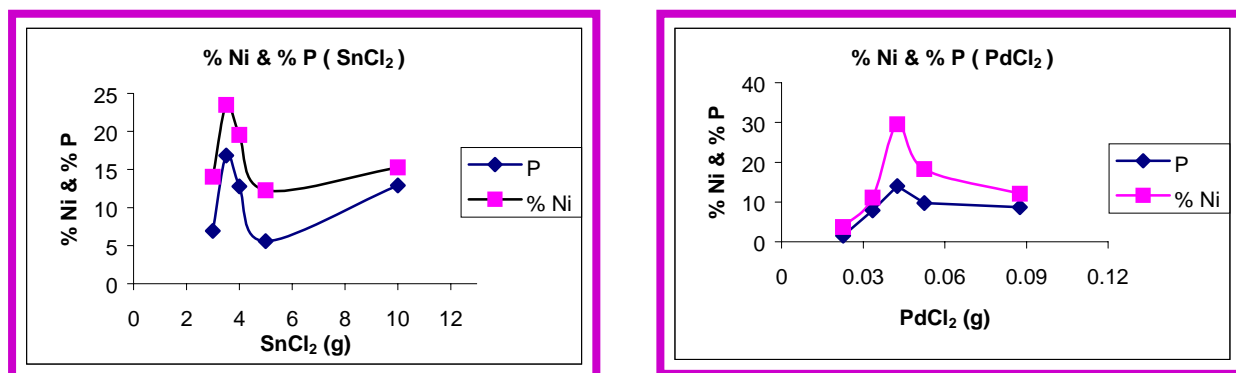 % Ni & % P ( SnCl₂ )
25
20
15
10
5
0
% Ni & % P
0 2 4 6 8 10 12
SnCl₂ (g)
P
% Ni
% Ni & % P ( PdCl₂ )
40
30
20
10
0
% Ni & % P
0 0.03 0.06 0.09 0.12
PdCl₂ (g)
P
% Ni